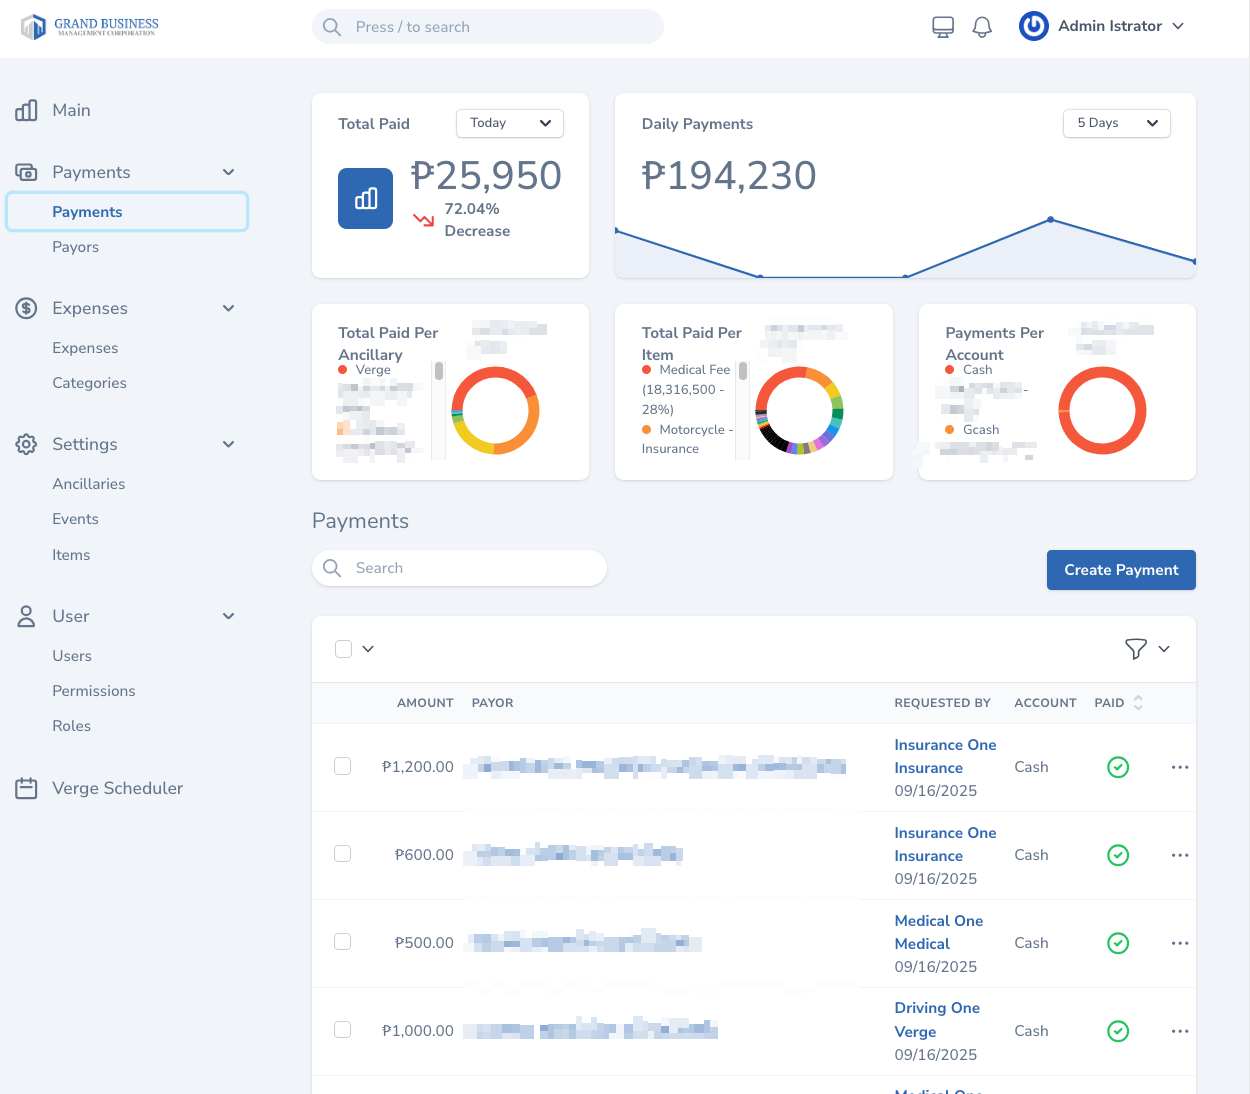 GRAND BUSINESS
MANAGEMENT CORPORATION
Press / to search
Admin Istrator
Main
Payments
Payments
Payors
Expenses
Expenses
Categories
Settings
Ancillaries
Events
Items
User
Users
Permissions
Roles
Verge Scheduler
Total Paid
Today
₱25,950
72.04%
Decrease
Daily Payments
5 Days
₱194,230
Total Paid Per
Ancillary
Verge
Total Paid Per
Item
Medical Fee
(18,316,500 -
28%)
Motorcycle -
Insurance
Payments Per
Account
Cash
-
Gcash
Payments
Search
Create Payment
AMOUNT PAYOR REQUESTED BY ACCOUNT PAID
₱1,200.00 Insurance One Cash
Insurance
09/16/2025
₱600.00 Insurance One Cash
Insurance
09/16/2025
₱500.00 Medical One Cash
Medical
09/16/2025
₱1,000.00 Driving One Cash
Verge
09/16/2025
Medical One